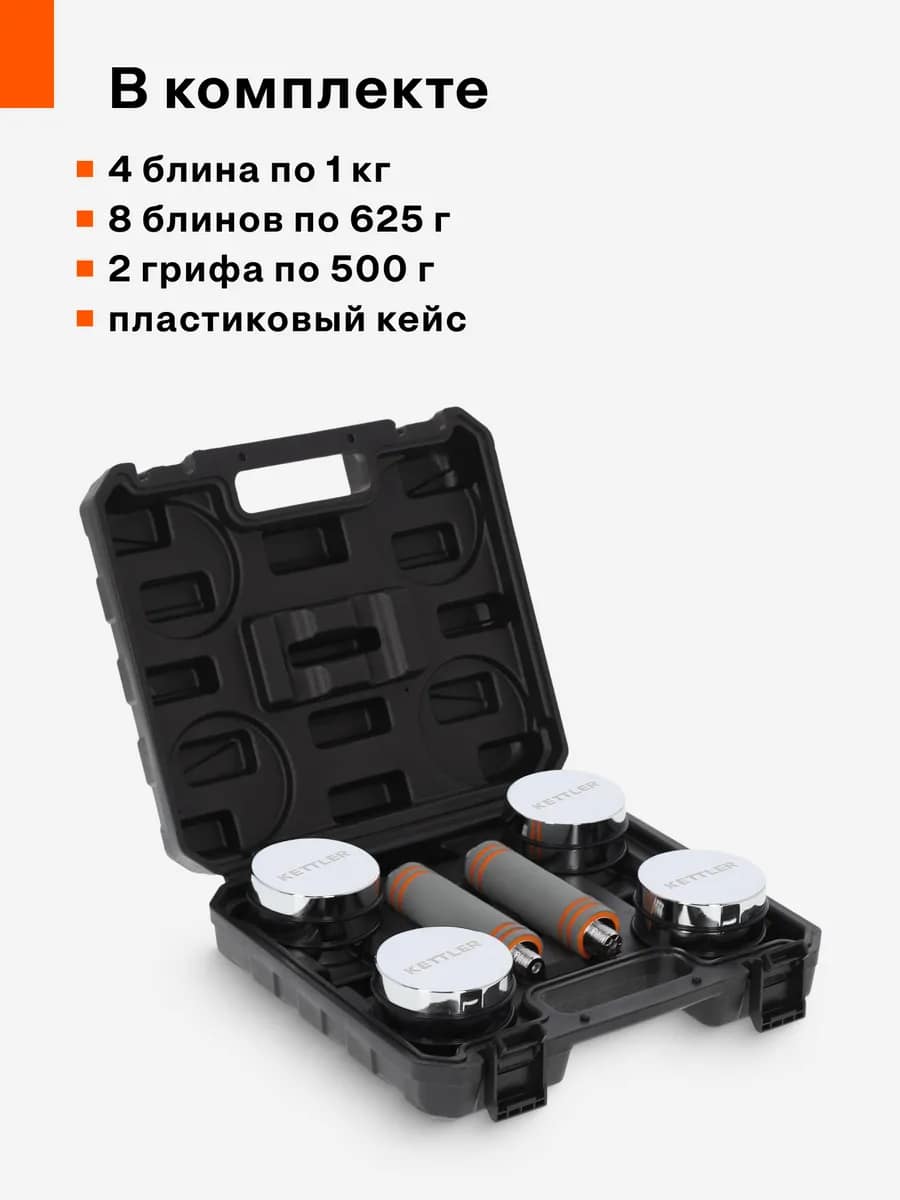 В комплекте
4 блина по 1 кг
8 блинов по 625 г
2 грифа по 500 г
пластиковый кейс
KETTLER
KETTLER
KETTLER
KETTLER